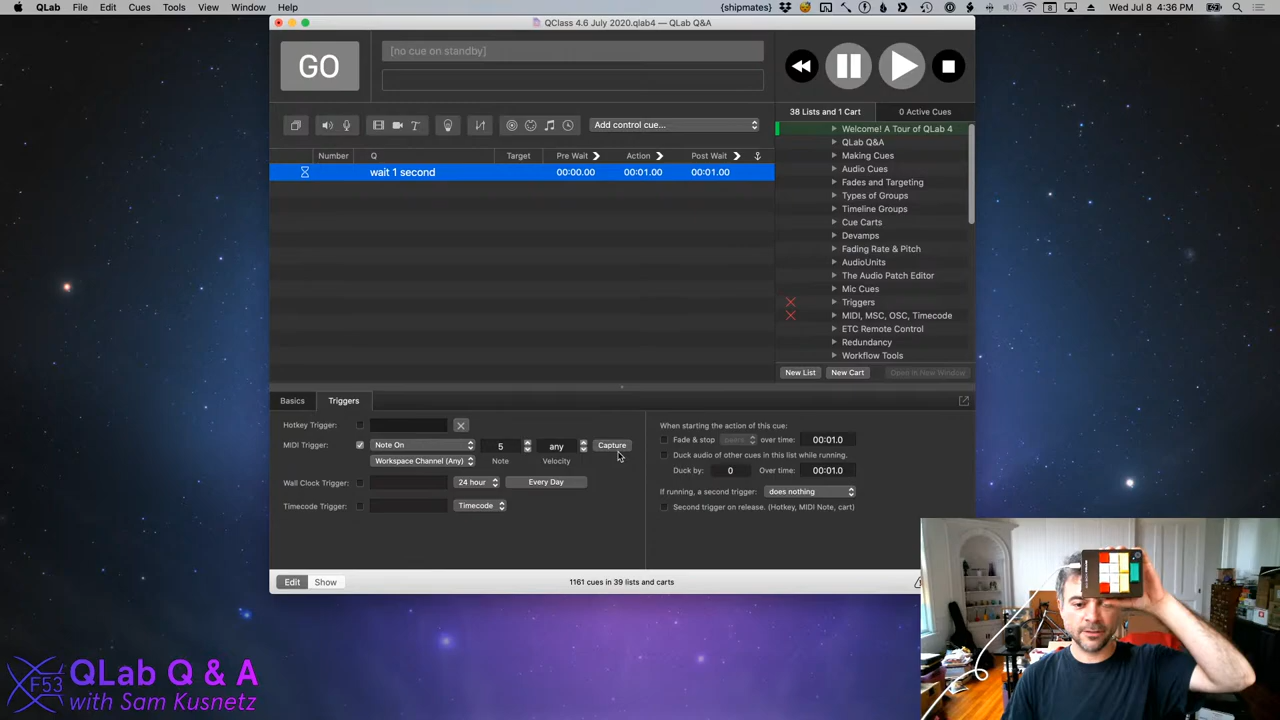 QLab File Edit Cues Tools View Window Help
{shipmates} Wed Jul 8 4:36 PM
QClass 4.6 July 2020.qlab4 — QLab Q&A
GO
[no cue on standby]
38 Lists and 1 Cart
0 Active Cues
Add control cue...
Number Q Target Pre Wait Action Post Wait
wait 1 second 00:00.00 00:01.00 00:01.00
Welcome! A Tour of QLab 4
QLab Q&A
Making Cues
Audio Cues
Fades and Targeting
Types of Groups
Timeline Groups
Cue Carts
Devamps
Fading Rate & Pitch
AudioUnits
The Audio Patch Editor
Mic Cues
Triggers
MIDI, MSC, OSC, Timecode
ETC Remote Control
Redundancy
Workflow Tools
New List
New Cart
Open in New Window
Basics
Triggers
Hotkey Trigger:
MIDI Trigger: Note On 5 any Capture
Workspace Channel (Any) Note Velocity
Wall Clock Trigger: 24 hour Every Day
Timecode Trigger: Timecode
When starting the action of this cue:
Fade & stop peers over time: 00:01.0
Duck audio of other cues in this list while running.
Duck by: 0 Over time: 00:01.0
If running, a second trigger: does nothing
Second trigger on release. (Hotkey, MIDI Note, cart)
Edit
Show
1161 cues in 39 lists and carts
F53
QLab Q & A
with Sam Kusnetz